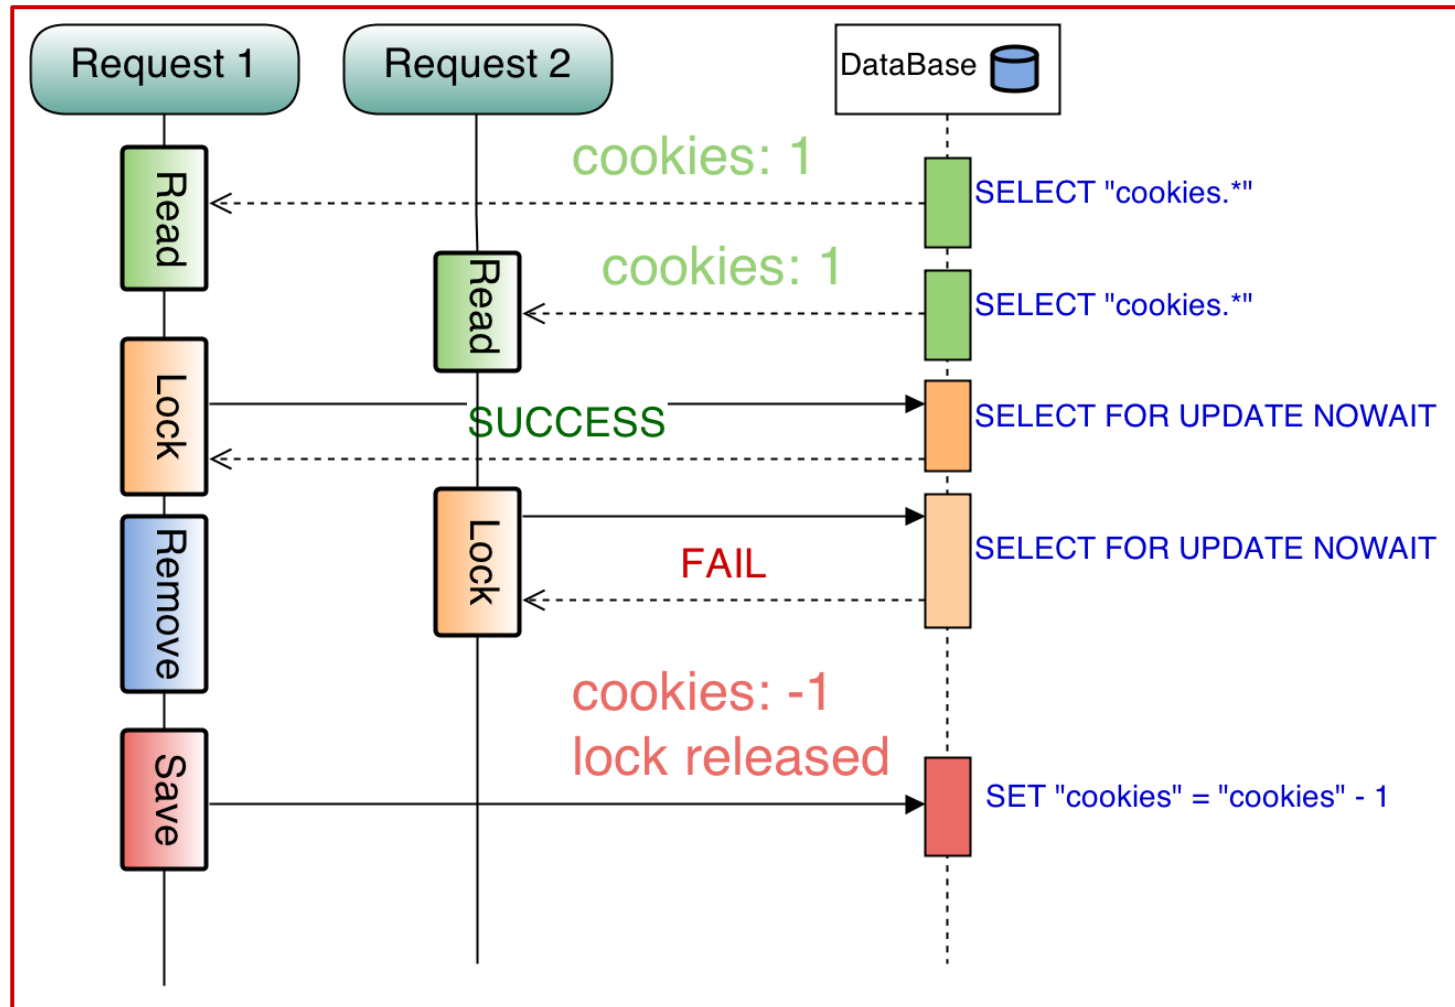 Request 1
Request 2
DataBase
Read
cookies: 1
SELECT "cookies.*"
Read
cookies: 1
SELECT "cookies.*"
Lock
SUCCESS
SELECT FOR UPDATE NOWAIT
Lock
FAIL
SELECT FOR UPDATE NOWAIT
Remove
cookies: -1
lock released
Save
SET "cookies" = "cookies" - 1